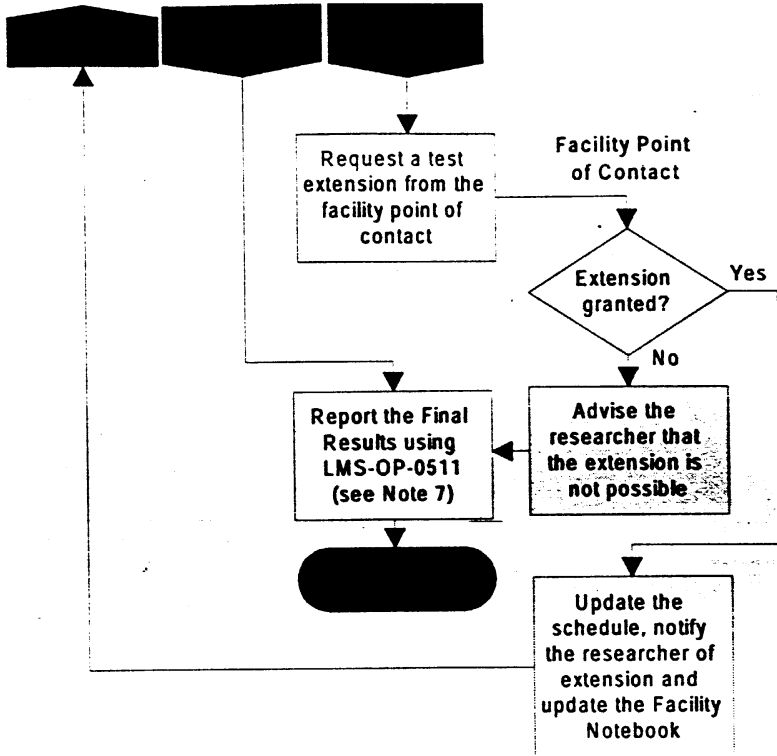 Request a test
extension from the
facility point of
contact
Facility Point
of Contact
Extension
granted?
Yes
No
Report the Final
Results using
LMS-OP-0511
(see Note 7)
Advise the
researcher that
the extension is
not possible
Update the
schedule, notify
the researcher of
extension and
update the Facility
Notebook